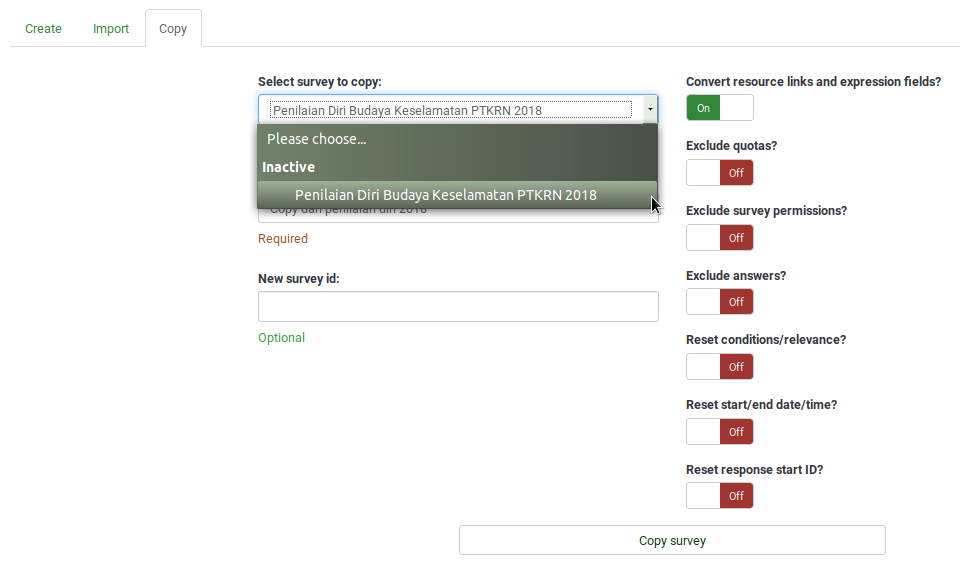 Create
Import
Copy
Select survey to copy:
Penilaian Diri Budaya Keselamatan PTKRN 2018
Please choose...
Inactive
Penilaian Diri Budaya Keselamatan PTKRN 2018
Copy dari penilaian diri 2018
Required
New survey id:
Optional
Convert resource links and expression fields?
On
Exclude quotas?
Off
Exclude survey permissions?
Off
Exclude answers?
Off
Reset conditions/relevance?
Off
Reset start/end date/time?
Off
Reset response start ID?
Off
Copy survey